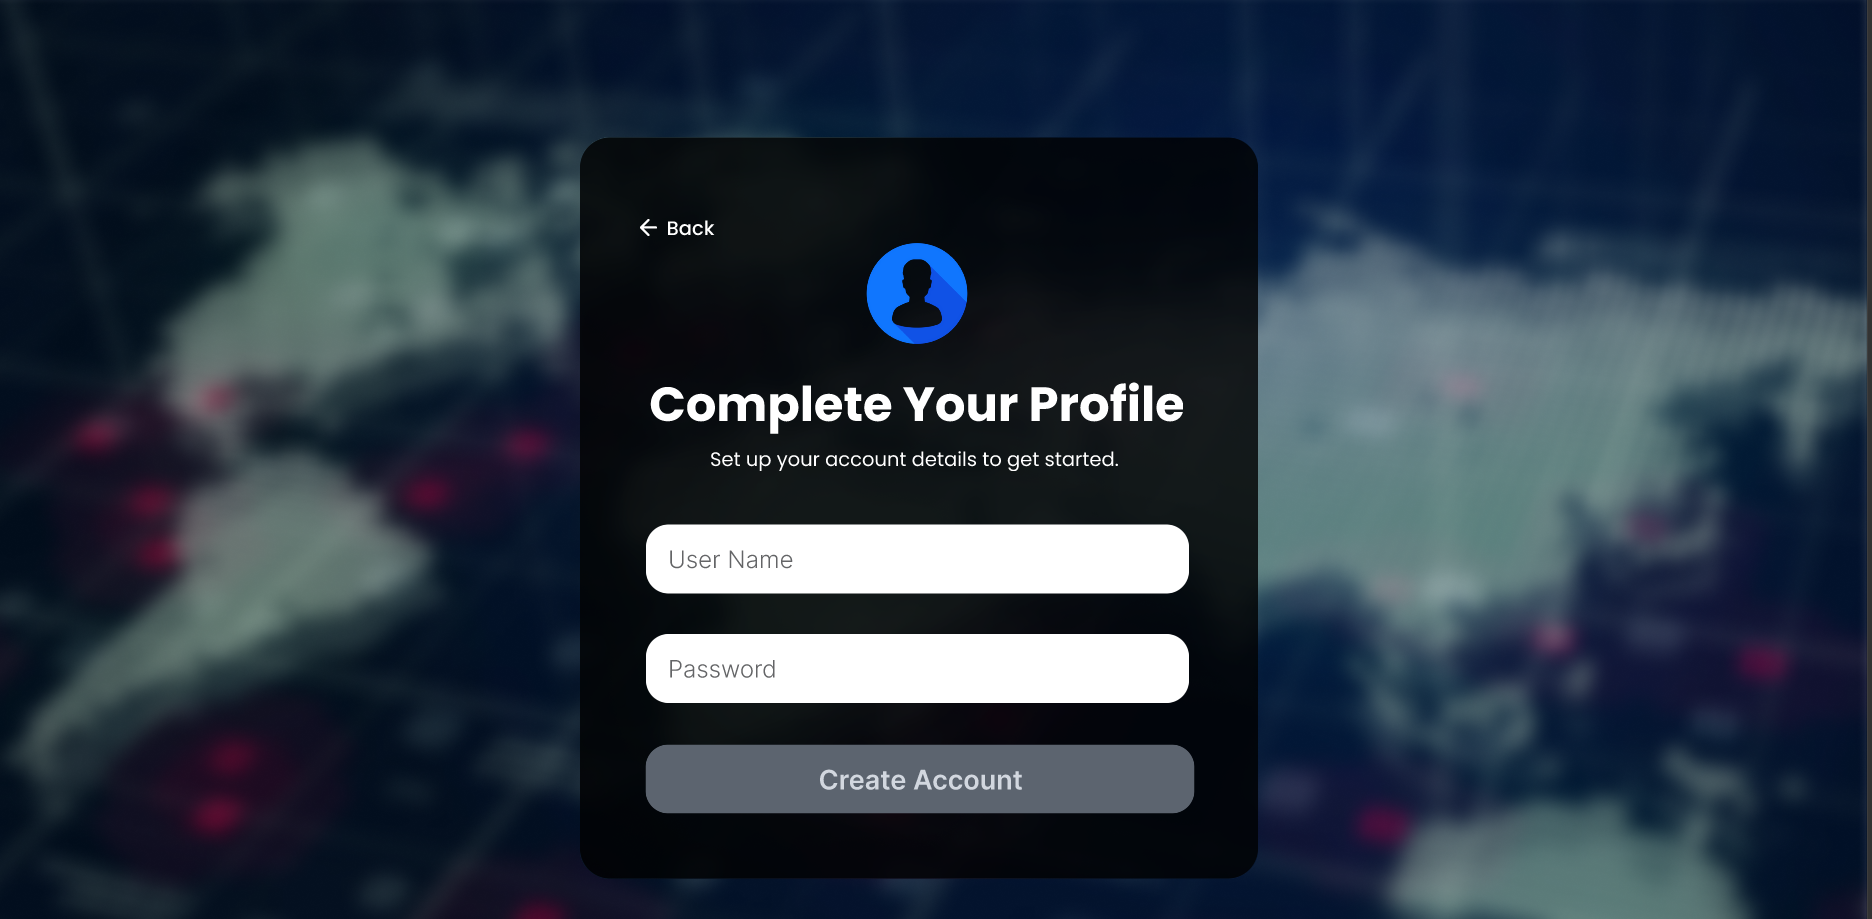 Back
Complete Your Profile
Set up your account details to get started.
User Name
Password
Create Account